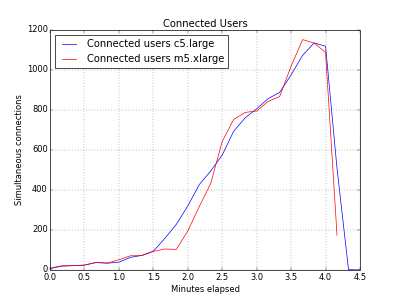 Connected Users
Connected users c5.large
Connected users m5.xlarge
Simultaneous connections
1200
1000
800
600
400
200
0
0.0 0.5 1.0 1.5 2.0 2.5 3.0 3.5 4.0 4.5
Minutes elapsed